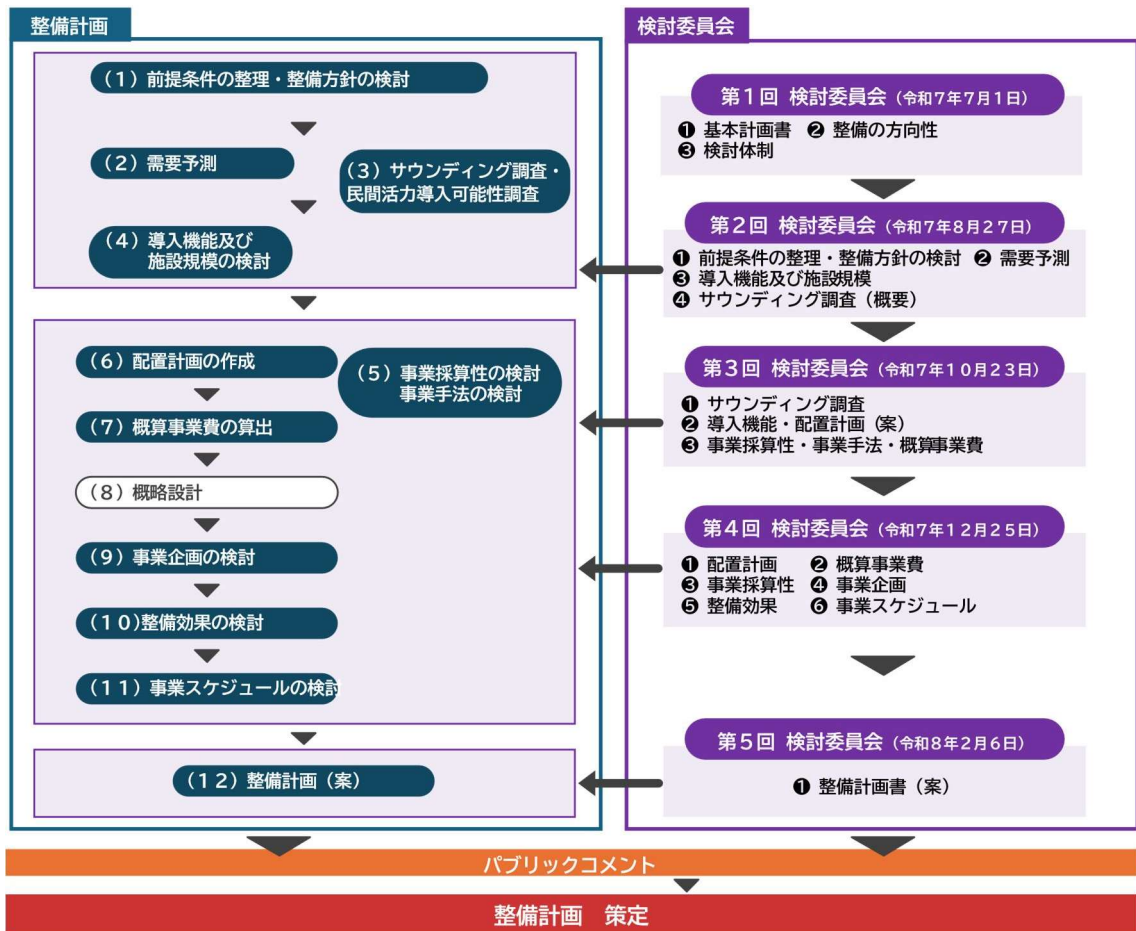 整備計画
(1)前提条件の整理・整備方針の検討
(2)需要予測
(3)サウンディング調査・
民間活力導入可能性調査
(4)導入機能及び
施設規模の検討
(6)配置計画の作成
(5)事業採算性の検討
事業手法の検討
(7)概算事業費の算出
(8)概略設計
(9)事業企画の検討
(10)整備効果の検討
(11)事業スケジュールの検討
(12)整備計画(案)
検討委員会
第1回 検討委員会(令和7年7月1日)
❶ 基本計画書 ❷ 整備の方向性
❸ 検討体制
第2回 検討委員会(令和7年8月27日)
❶ 前提条件の整理・整備方針の検討 ❷ 需要予測
❸ 導入機能及び施設規模
❹ サウンディング調査(概要)
第3回 検討委員会(令和7年10月23日)
❶ サウンディング調査
❷ 導入機能・配置計画(案)
❸ 事業採算性・事業手法・概算事業費
第4回 検討委員会(令和7年12月25日)
❶ 配置計画 ❷ 概算事業費
❸ 事業採算性 ❹ 事業企画
❺ 整備効果 ❻ 事業スケジュール
第5回 検討委員会(令和8年2月6日)
❶ 整備計画書(案)
パブリックコメント
整備計画 策定